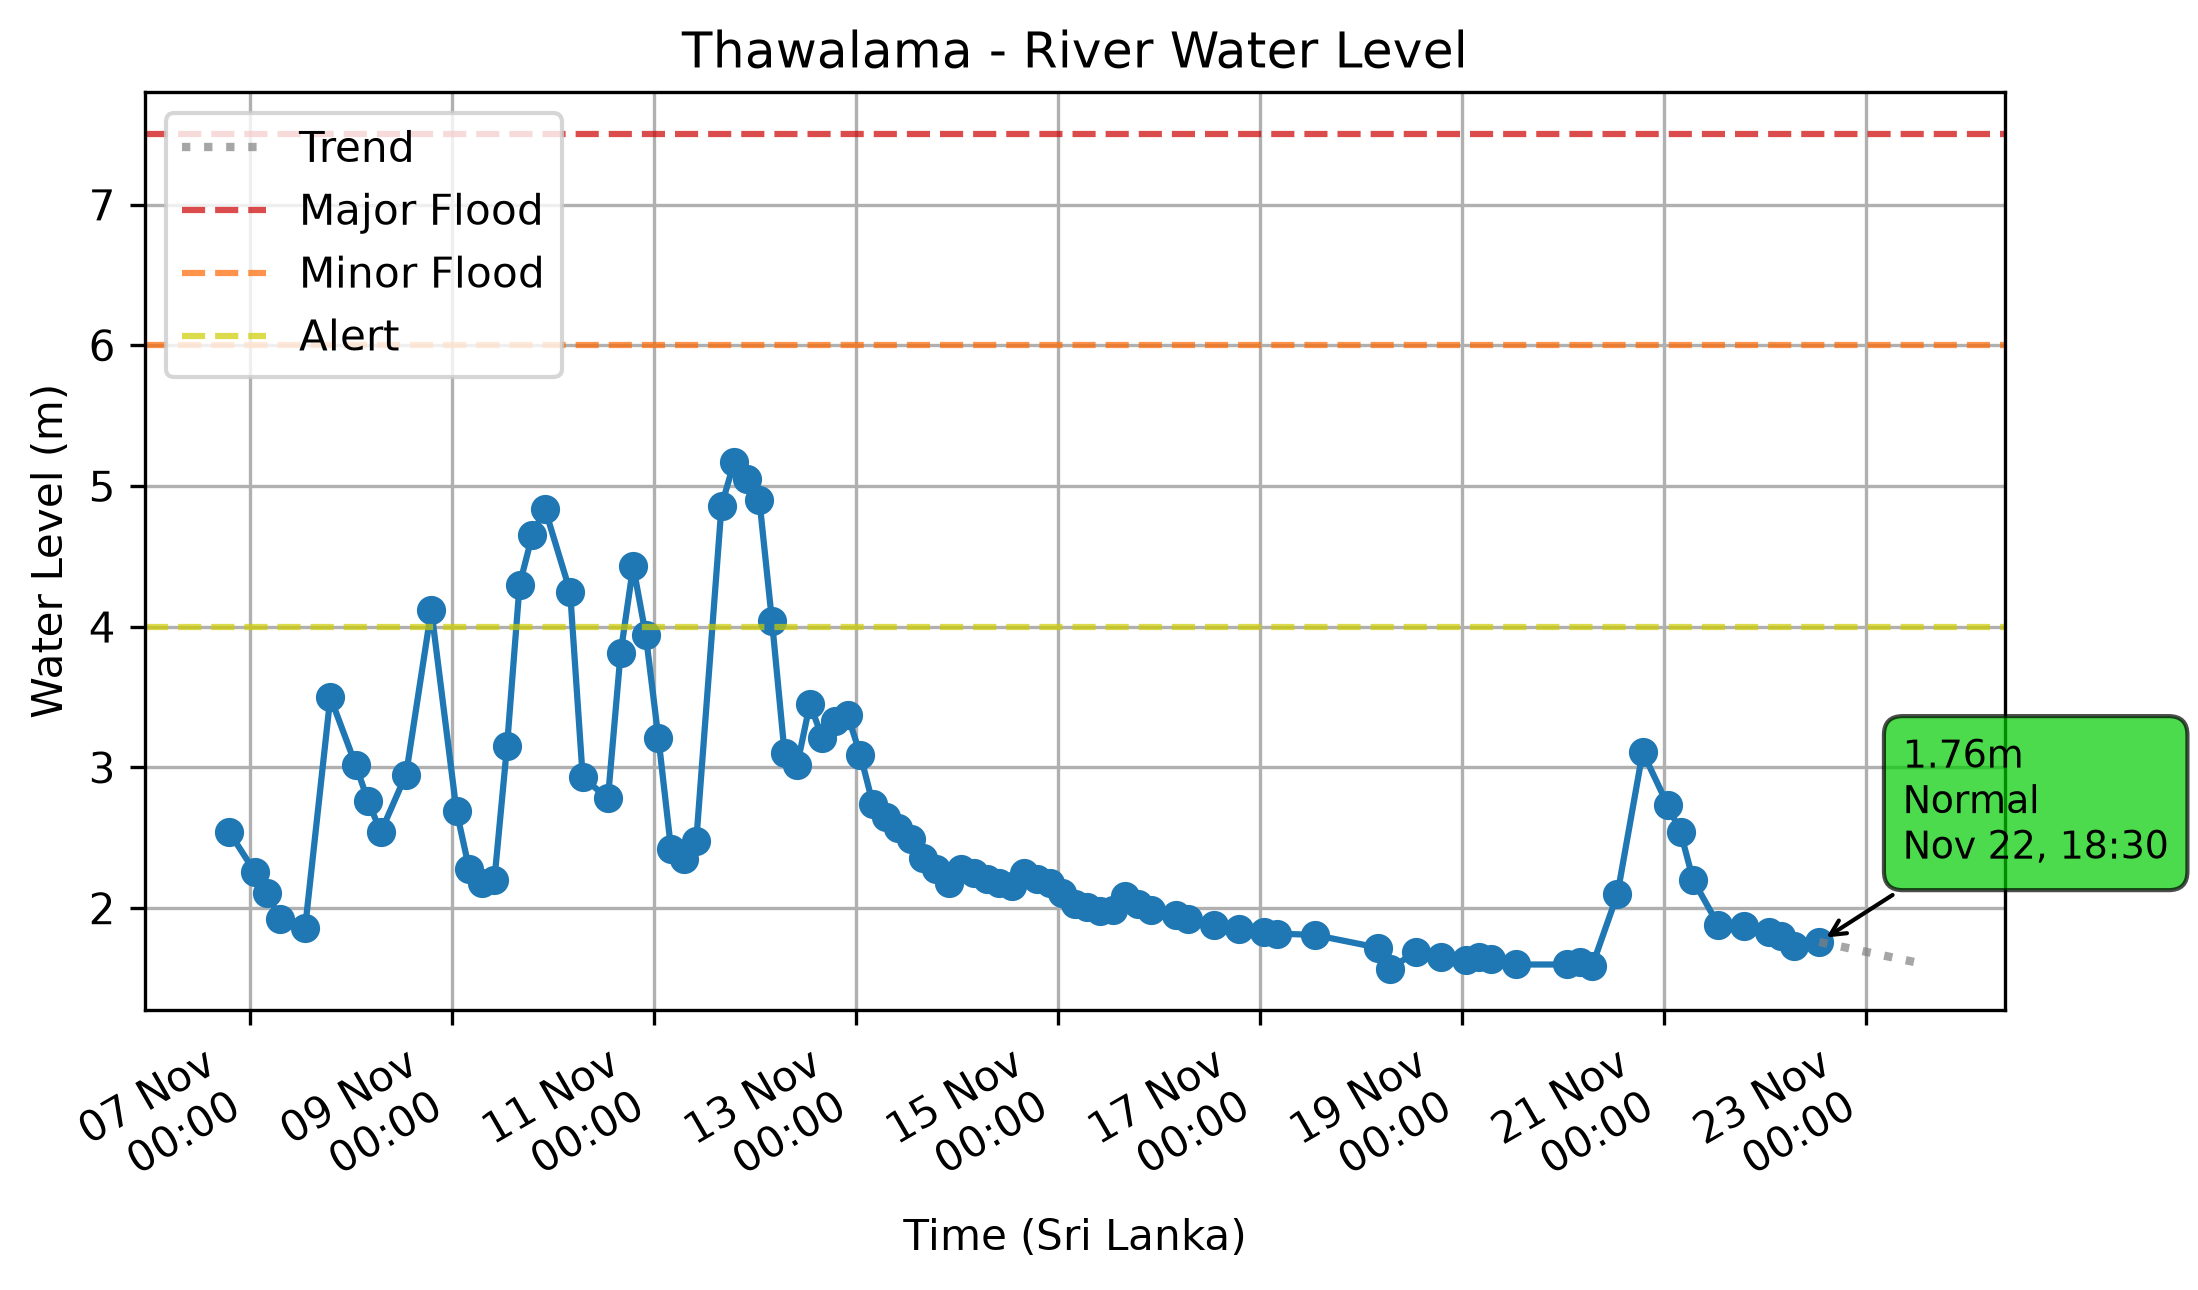 Thawalama - River Water Level
Trend
Major Flood
Minor Flood
Alert
Water Level (m)
7
6
5
4
3
2
1.76m
Normal
Nov 22, 18:30
07 Nov
00:00
09 Nov
00:00
11 Nov
00:00
13 Nov
00:00
15 Nov
00:00
17 Nov
00:00
19 Nov
00:00
21 Nov
00:00
23 Nov
00:00
Time (Sri Lanka)